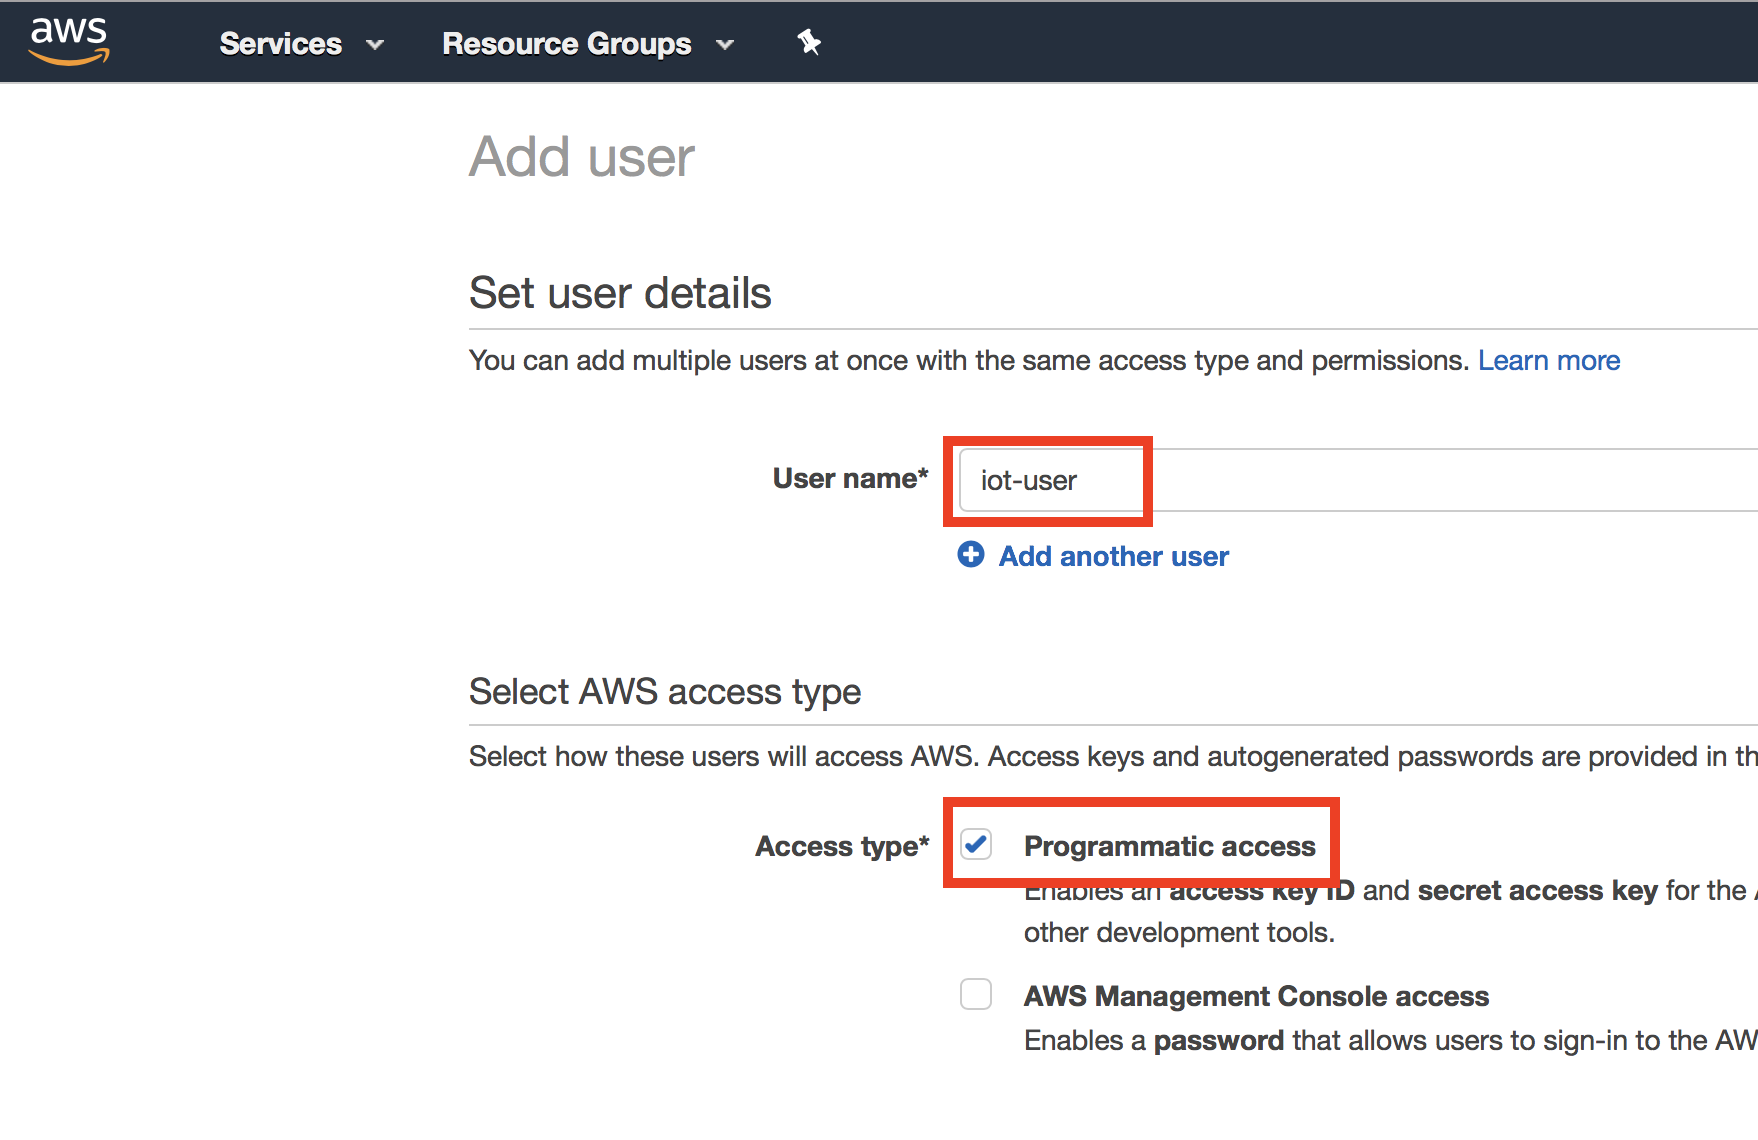 aws Services Resource Groups
Add user
Set user details
You can add multiple users at once with the same access type and permissions. Learn more
User name* iot-user
Add another user
Select AWS access type
Select how these users will access AWS. Access keys and autogenerated passwords are provided in th
Access type* Programmatic access
Enables an access key ID and secret access key for the
other development tools.
AWS Management Console access
Enables a password that allows users to sign-in to the AW